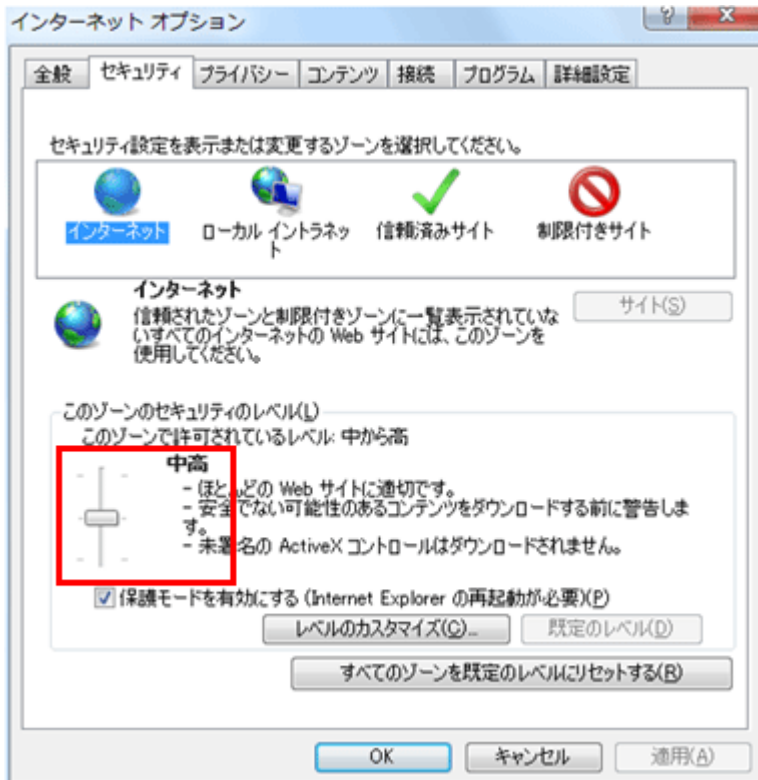 インターネット オプション
全般 セキュリティ プライバシー コンテンツ 接続 プログラム 詳細設定
セキュリティ設定を表示または変更するゾーンを選択してください。
インターネット ローカル イントラネッ 信頼済みサイト 制限付きサイト
ト
インターネット
サイト(S)
信頼されたゾーンと制限付きゾーンに一覧表示されていな
いすべてのインターネットの Web サイトには、このゾーンを
使用してください。
このゾーンのセキュリティのレベル(L)
このゾーンで許可されているレベル: 中から高
中高
- ほとんどの Web サイトに適切です。
- 安全でない可能性のあるコンテンツをダウンロードする前に警告しま
す。
- 未署名の ActiveX コントロールはダウンロードされません。
保護モードを有効にする (Internet Explorer の再起動が必要)(P)
レベルのカスタマイズ(C)... 既定のレベル(D)
すべてのゾーンを既定のレベルにリセットする(R)
OK キャンセル 適用(A)